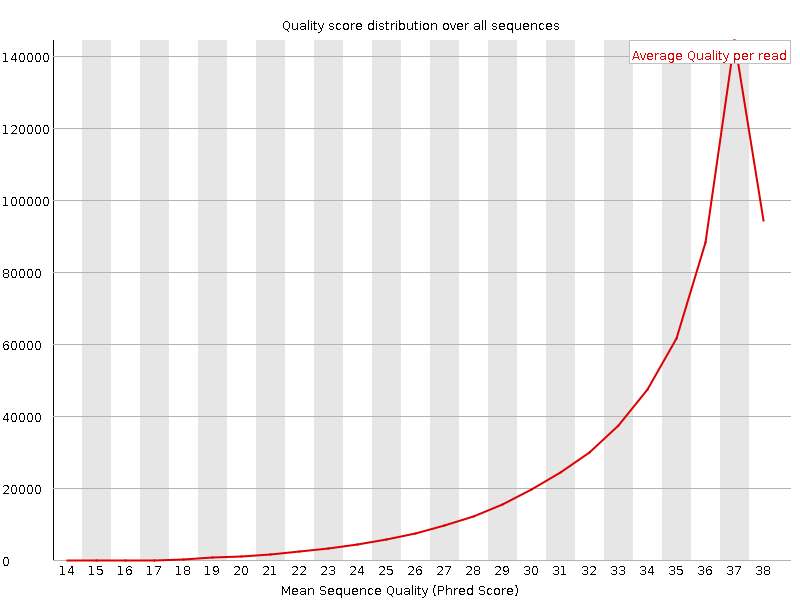 Quality score distribution over all sequences
Average Quality per read
140000
120000
100000
80000
60000
40000
20000
0
14 15 16 17 18 19 20 21 22 23 24 25 26 27 28 29 30 31 32 33 34 35 36 37 38
Mean Sequence Quality (Phred Score)